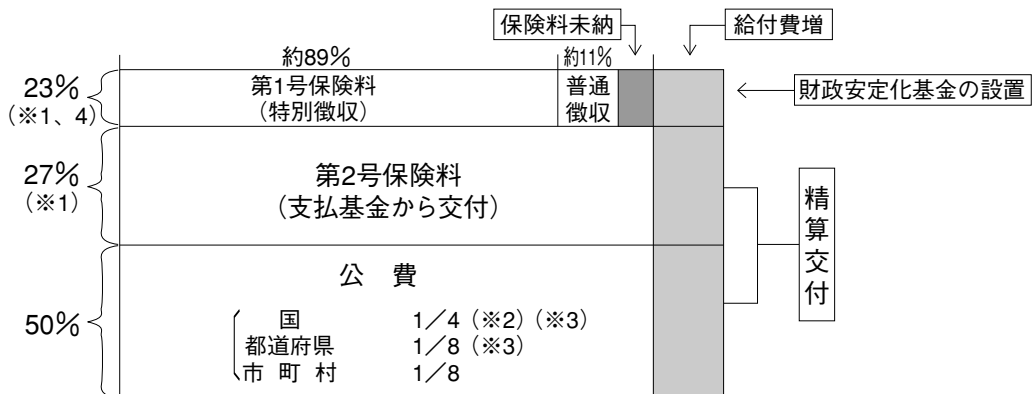 保険料未納
給付費増
約89%
約11%
23%
(※1、4)
第1号保険料
(特別徴収)
普通
徴収
財政安定化基金の設置
27%
(※1)
第2号保険料
(支払基金から交付)
精算交付
50%
公 費
国 1/4(※2)(※3)
都道府県 1/8(※3)
市 町 村 1/8